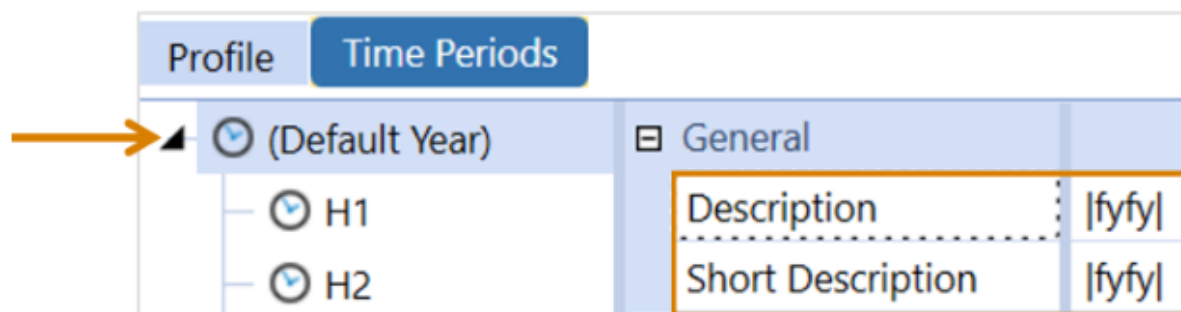 Profile Time Periods
(Default Year) General
H1 Description |fyfy|
H2 Short Description |fyfy|